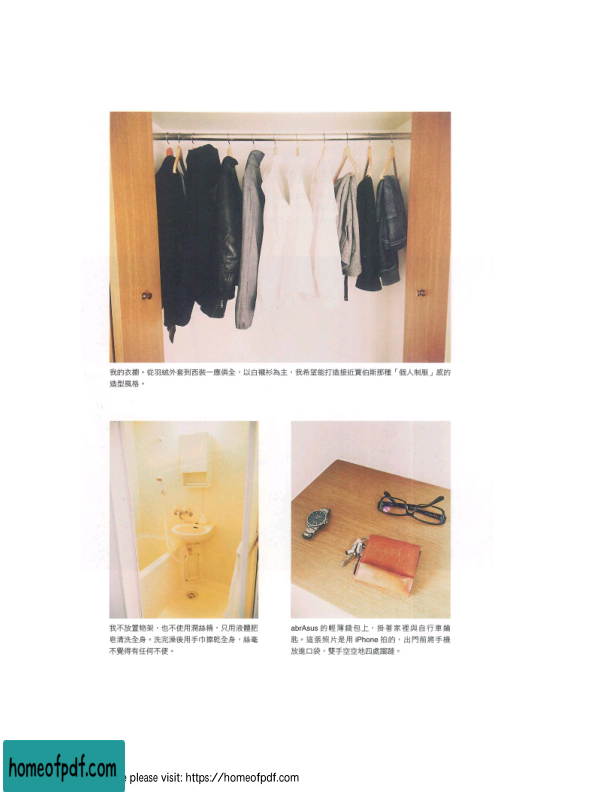 我的衣櫥。從羽絨外套到西裝一應俱全，以白襯衫為主，我希望能打造接近賈伯斯那種「個人制服」感的
造型風格。
我不放置物架，也不使用潤絲精，只用液體肥
皂清洗全身。洗完澡後用手巾擦乾全身，絲毫
不覺得有任何不便。
abrAsus 的輕薄錢包上，掛著家裡與自行車鑰
匙。這張照片是用 iPhone 拍的，出門前將手機
放進口袋，雙手空空地四處蹓躂。
homeofpdf.com
please visit: https://homeofpdf.com